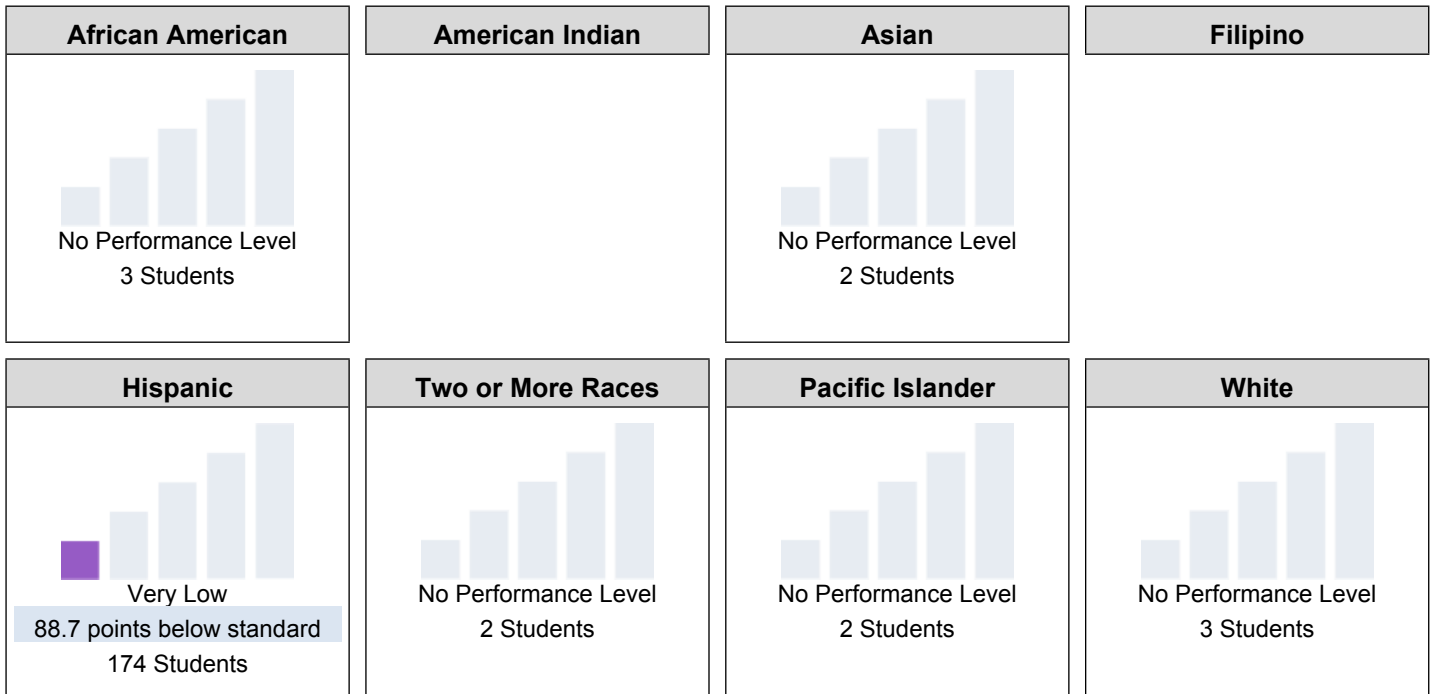 African American
American Indian
Asian
Filipino
No Performance Level
3 Students
No Performance Level
2 Students
Hispanic
Two or More Races
Pacific Islander
White
Very Low
88.7 points below standard
174 Students
No Performance Level
2 Students
No Performance Level
2 Students
No Performance Level
3 Students